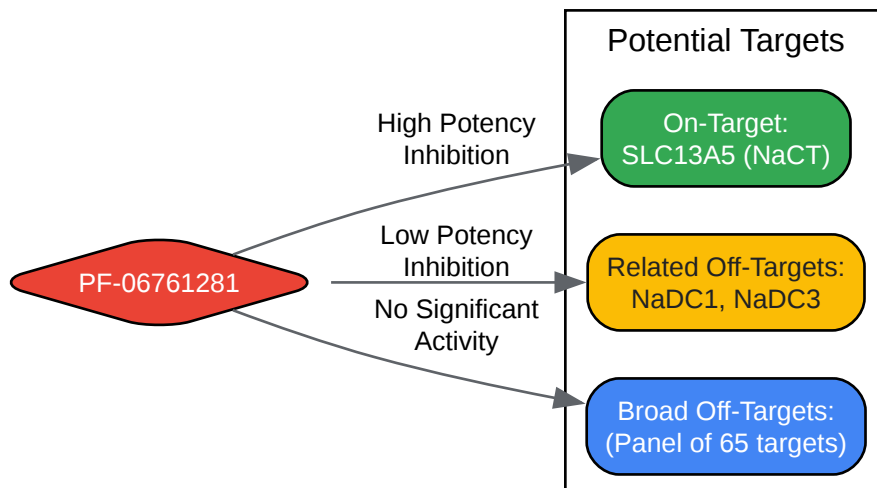 Potential Targets
High Potency
Inhibition
On-Target:
SLC13A5 (NaCT)
PF-06761281
Low Potency
Inhibition
Related Off-Targets:
NaDC1, NaDC3
No Significant
Activity
Broad Off-Targets:
(Panel of 65 targets)